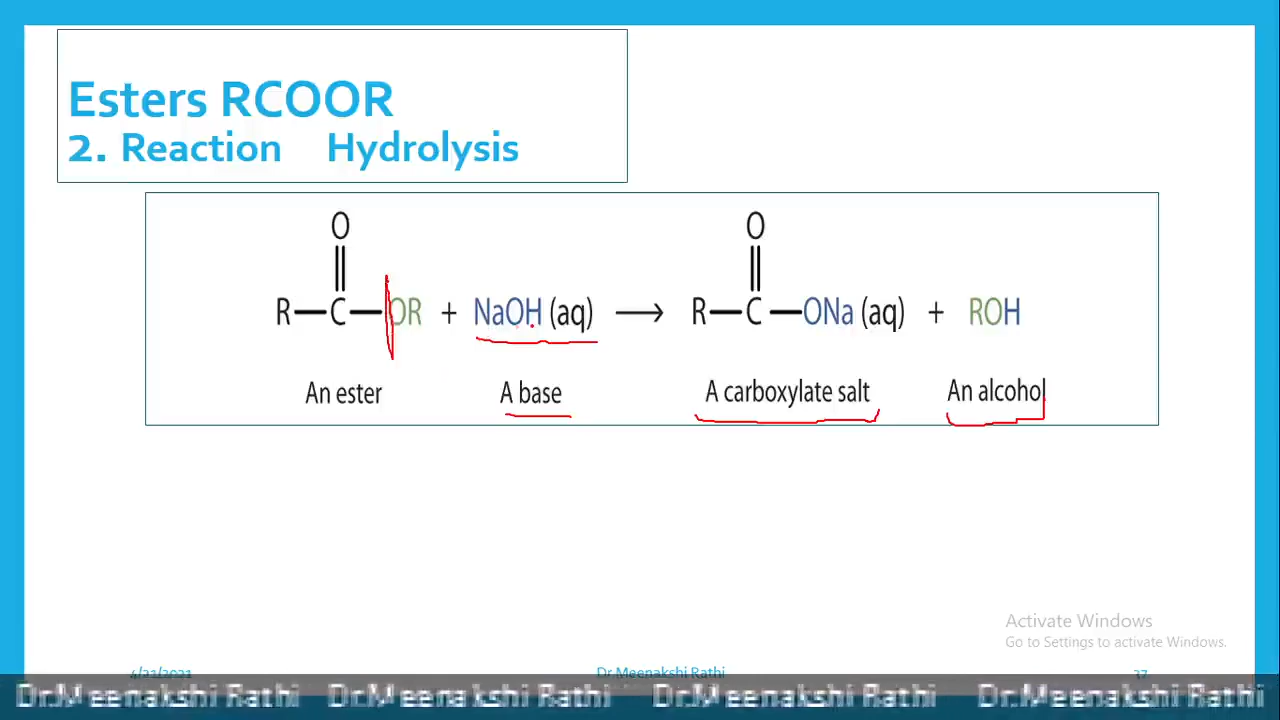 Esters RCOOR
2. Reaction Hydrolysis
O O
R—C—OR + NaOH (aq) ⟶ R—C—ONa (aq) + ROH
An ester A base A carboxylate salt An alcohol
Activate Windows
Go to Settings to activate Windows.
4/21/2021 Dr Meenakshi Rathi 37
Dr.Meenakshi Rathi Dr.Meenakshi Rathi Dr.Meenakshi Rathi Dr.Meenakshi Rathi